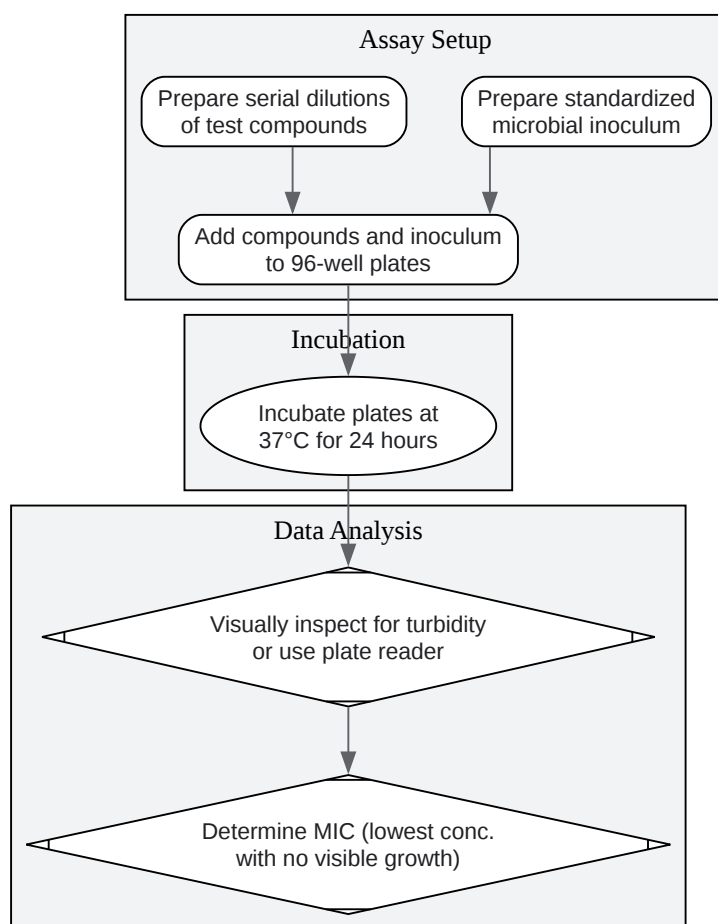 Assay Setup
Prepare serial dilutions
of test compounds
Prepare standardized
microbial inoculum
Add compounds and inoculum
to 96-well plates
Incubation
Incubate plates at
37°C for 24 hours
Data Analysis
Visually inspect for turbidity
or use plate reader
Determine MIC (lowest conc.
with no visible growth)